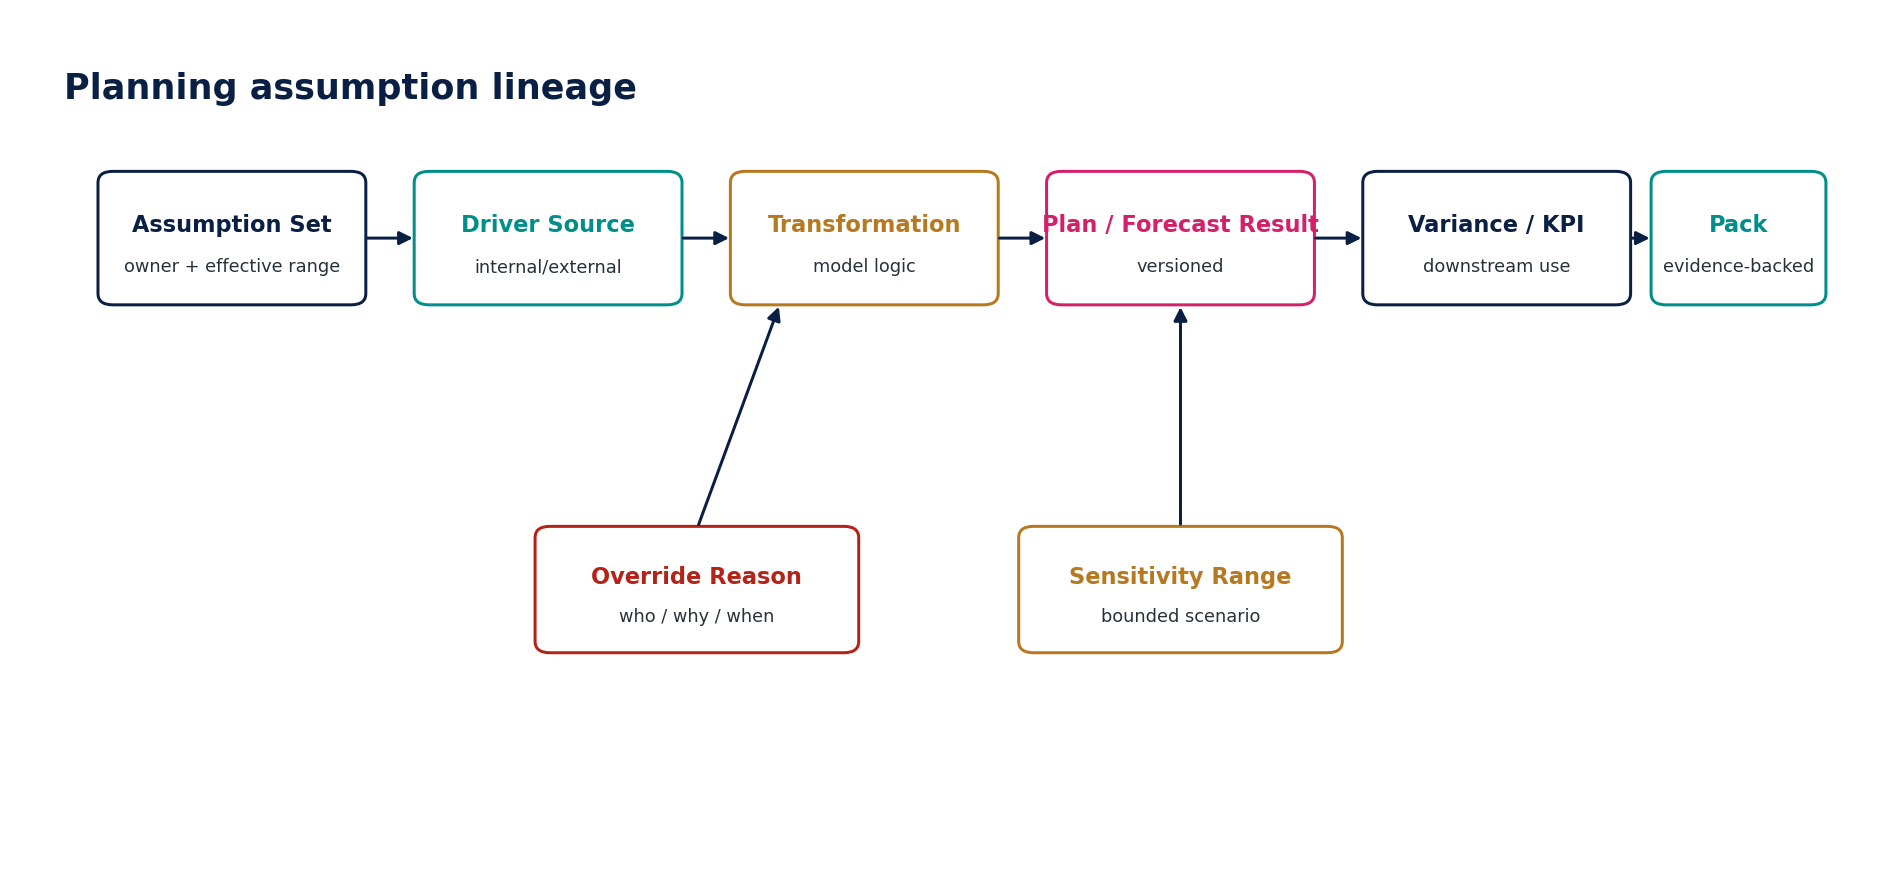 Planning assumption lineage
Assumption Set
owner + effective range
Driver Source
internal/external
Transformation
model logic
Plan / Forecast Result
versioned
Variance / KPI
downstream use
Pack
evidence-backed
Override Reason
who / why / when
Sensitivity Range
bounded scenario